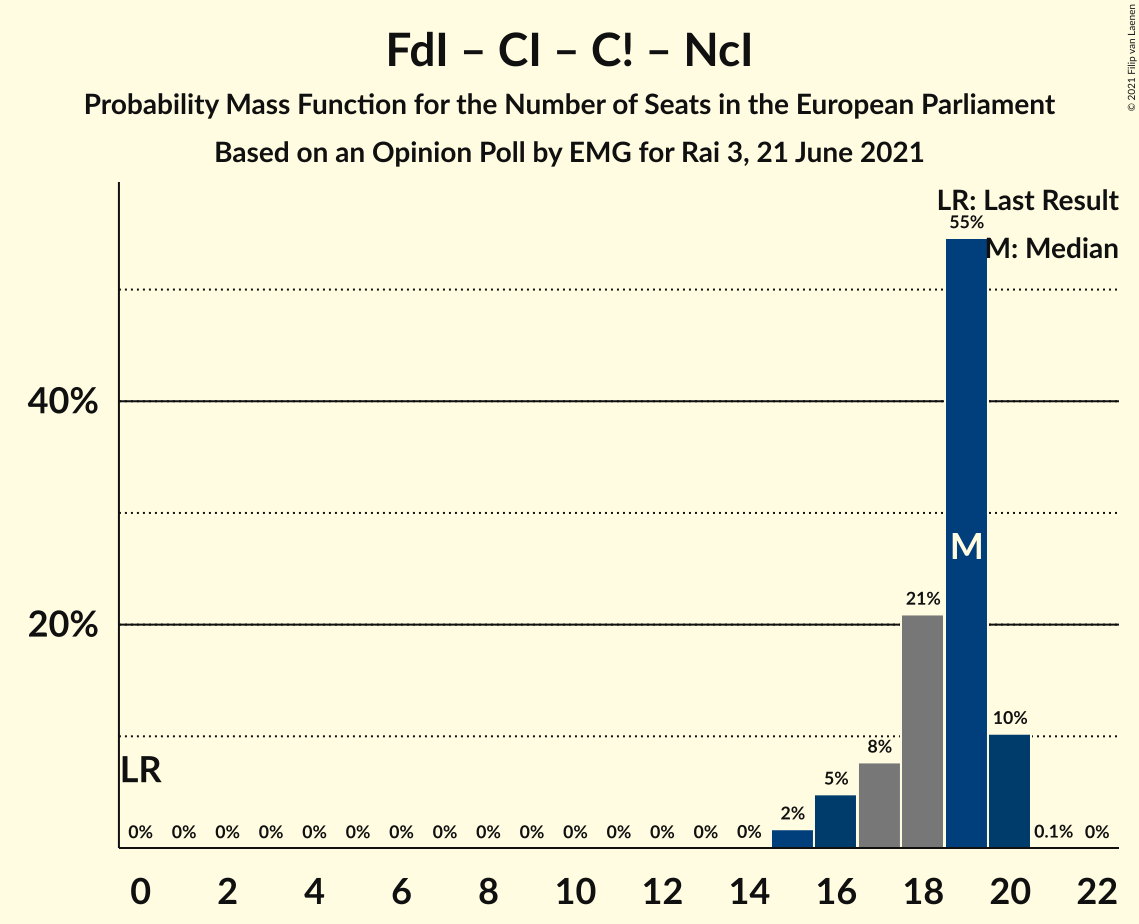 FdI – CI – C! – NcI
Probability Mass Function for the Number of Seats in the European Parliament
Based on an Opinion Poll by EMG for Rai 3, 21 June 2021
© 2021 Filip van Laenen
LR: Last Result
55%
M: Median
40%
M
21%
20%
10%
8%
LR
5%
2%
0% 0% 0% 0% 0% 0% 0% 0% 0% 0% 0% 0% 0% 0% 0% 0.1% 0%
0 2 4 6 8 10 12 14 16 18 20 22